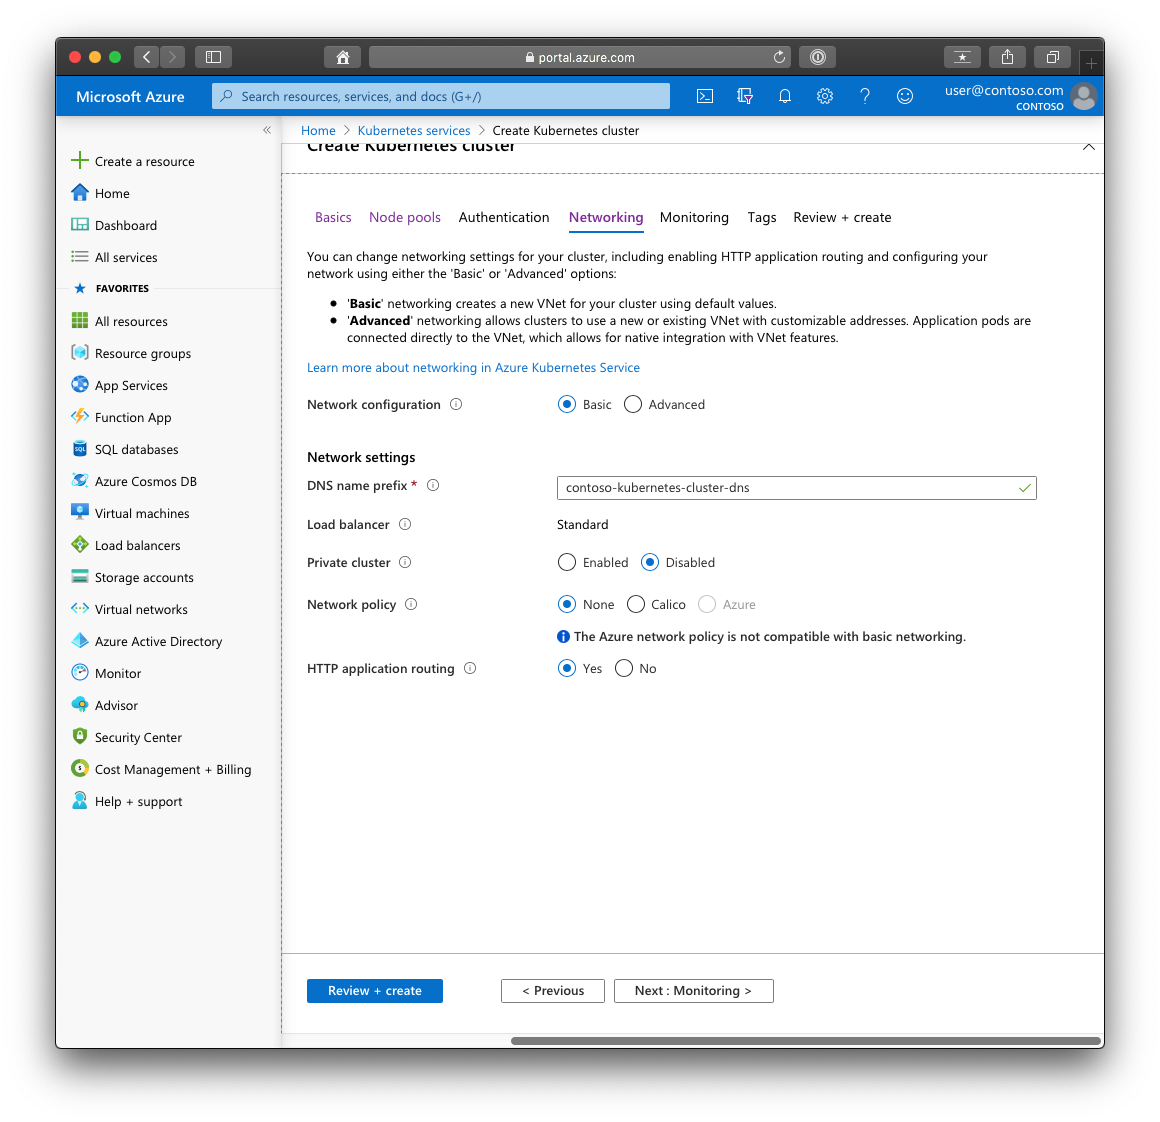 portal.azure.com
Microsoft Azure
Search resources, services, and docs (G+/)
user@contoso.com
CONTOSO
Home > Kubernetes services > Create Kubernetes cluster
Create Kubernetes cluster
Create a resource
Home
Dashboard
All services
FAVORITES
All resources
Resource groups
App Services
Function App
SQL databases
Azure Cosmos DB
Virtual machines
Load balancers
Storage accounts
Virtual networks
Azure Active Directory
Monitor
Advisor
Security Center
Cost Management + Billing
Help + support
Basics Node pools Authentication Networking Monitoring Tags Review + create
You can change networking settings for your cluster, including enabling HTTP application routing and configuring your
network using either the 'Basic' or 'Advanced' options:
• 'Basic' networking creates a new VNet for your cluster using default values.
• 'Advanced' networking allows clusters to use a new or existing VNet with customizable addresses. Application pods are
connected directly to the VNet, which allows for native integration with VNet features.
Learn more about networking in Azure Kubernetes Service
Network configuration Basic Advanced
Network settings
DNS name prefix * contoso-kubernetes-cluster-dns
Load balancer Standard
Private cluster Enabled Disabled
Network policy None Calico Azure
The Azure network policy is not compatible with basic networking.
HTTP application routing Yes No
Review + create < Previous Next : Monitoring >